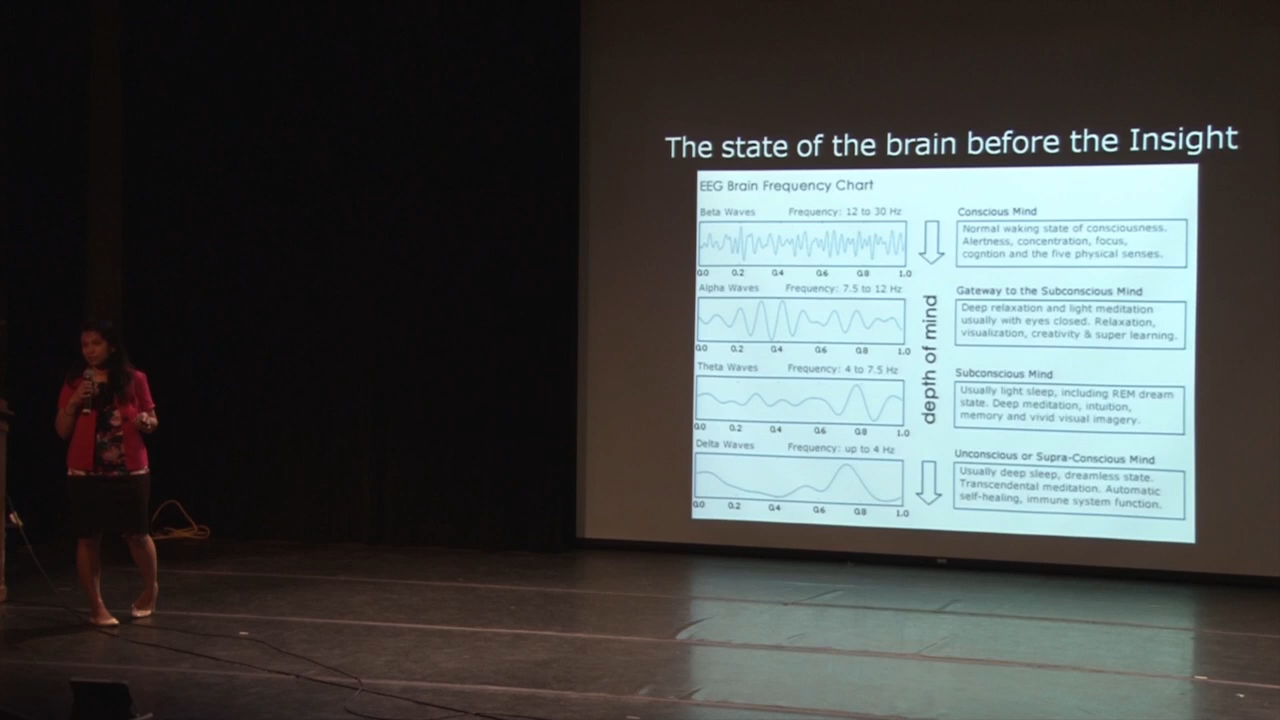 The state of the brain before the Insight
EEG Brain Frequency Chart
Beta Waves Frequency: 12 to 30 Hz
0.0 0.2 0.4 0.6 0.8 1.0
Conscious Mind
Normal waking state of consciousness.
Alertness, concentration, focus,
cogntion and the five physical senses.
Alpha Waves Frequency: 7.5 to 12 Hz
0.0 0.2 0.4 0.6 0.8 1.0
Gateway to the Subconscious Mind
Deep relaxation and light meditation
usually with eyes closed. Relaxation,
visualization, creativity & super learning.
depth of mind
Theta Waves Frequency: 4 to 7.5 Hz
0.0 0.2 0.4 0.6 0.8 1.0
Subconscious Mind
Usually light sleep, including REM dream
state. Deep meditation, intuition,
memory and vivid visual imagery.
Delta Waves Frequency: up to 4 Hz
0.0 0.2 0.4 0.6 0.8 1.0
Unconscious or Supra-Conscious Mind
Usually deep sleep, dreamless state.
Transcendental meditation. Automatic
self-healing, immune system function.